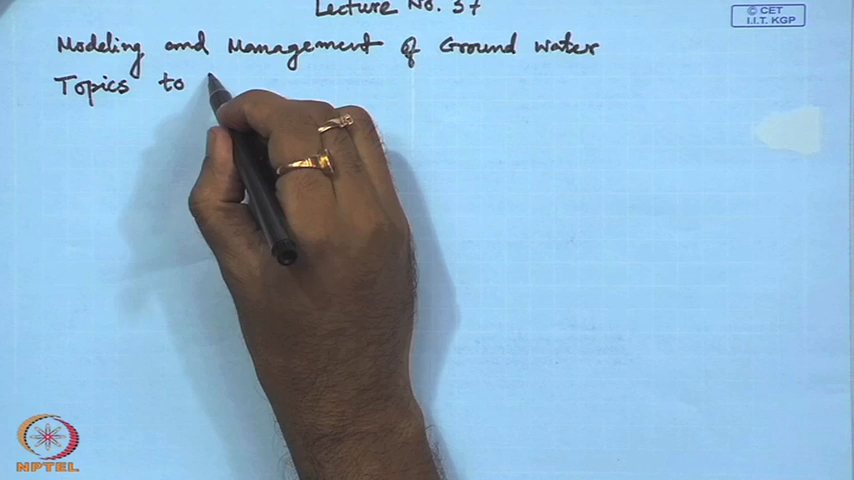 Lecture No. 37
© CET
I.I.T. KGP
Modeling and Management of Ground Water
Topics to
NPTEL